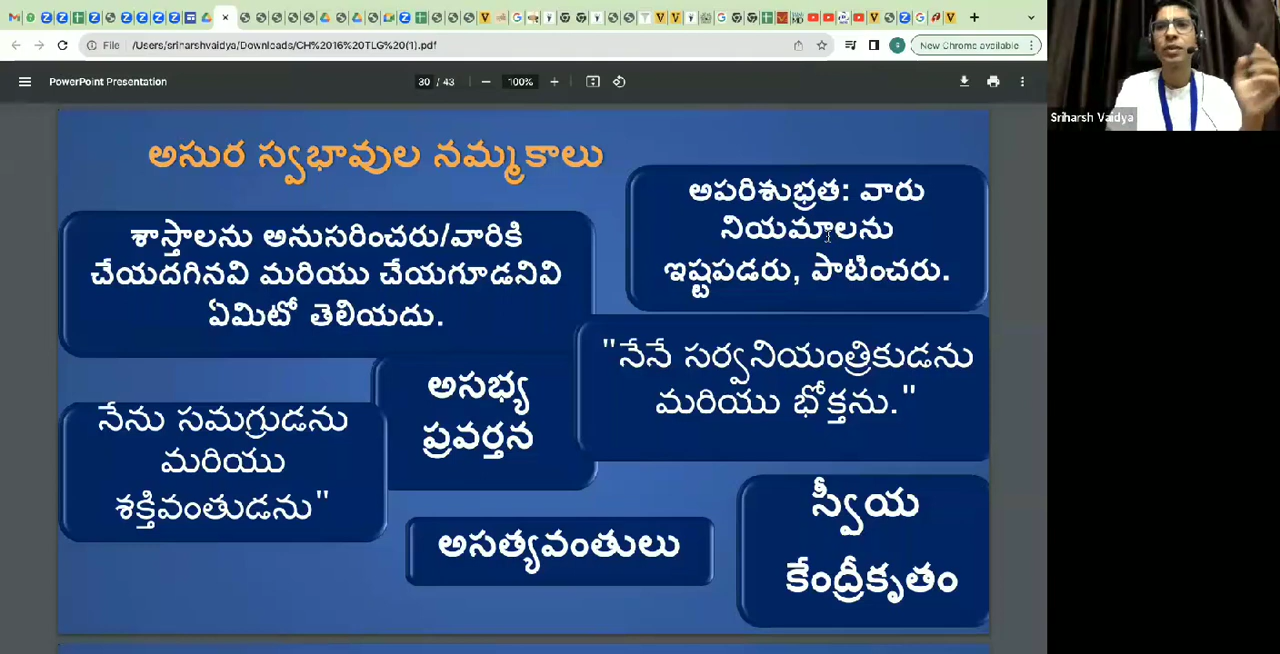 File
/Users/sriharshvaidya/Downloads/CH%2016%20TLG%20(1).pdf
New Chrome available
PowerPoint Presentation
30 / 43
100%
Sriharsh Vaidya
అసుర స్వభావుల నమ్మకాలు
అపరిశుభ్రత: వారు
నియమాలను
ఇష్టపడరు, పాటించరు.
శాస్తాలను అనుసరించరు/వారికి
చేయదగినవి మరియు చేయగూడనివి
ఏమిటో తెలియదు.
"నేనే సర్వనియంత్రికుడను
మరియు భోక్తను."
అసభ్య
ప్రవర్తన
నేను సమగ్రుడను
మరియు
శక్తివంతుడను"
స్వీయ
కేంద్రీకృతం
అసత్యవంతులు